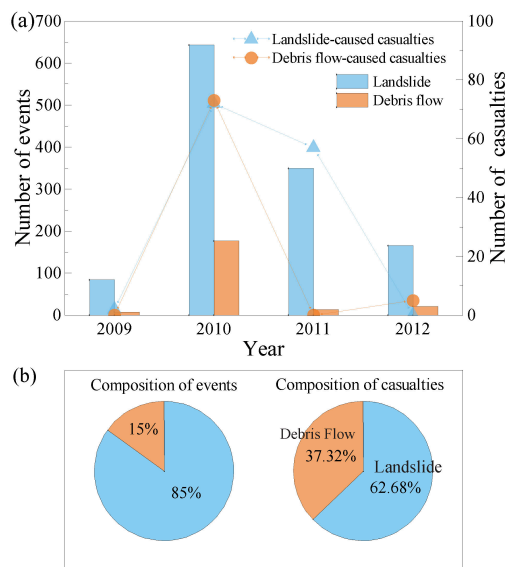 (a)
700
600
500
400
300
200
100
0
Number of events
100
80
60
40
20
0
Number of casualties
Landslide-caused casualties
Debris flow-caused casualties
Landslide
Debris flow
2009 2010 2011 2012
Year
(b)
Composition of events
15%
85%
Composition of casualties
Debris Flow
37.32%
Landslide
62.68%